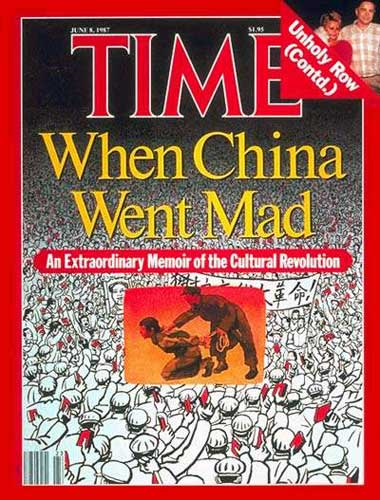 JUNE 8, 1987
$1.95
Unholy Row
(Contd.)
TIME
When China
Went Mad
An Extraordinary Memoir of the Cultural Revolution
大革命!